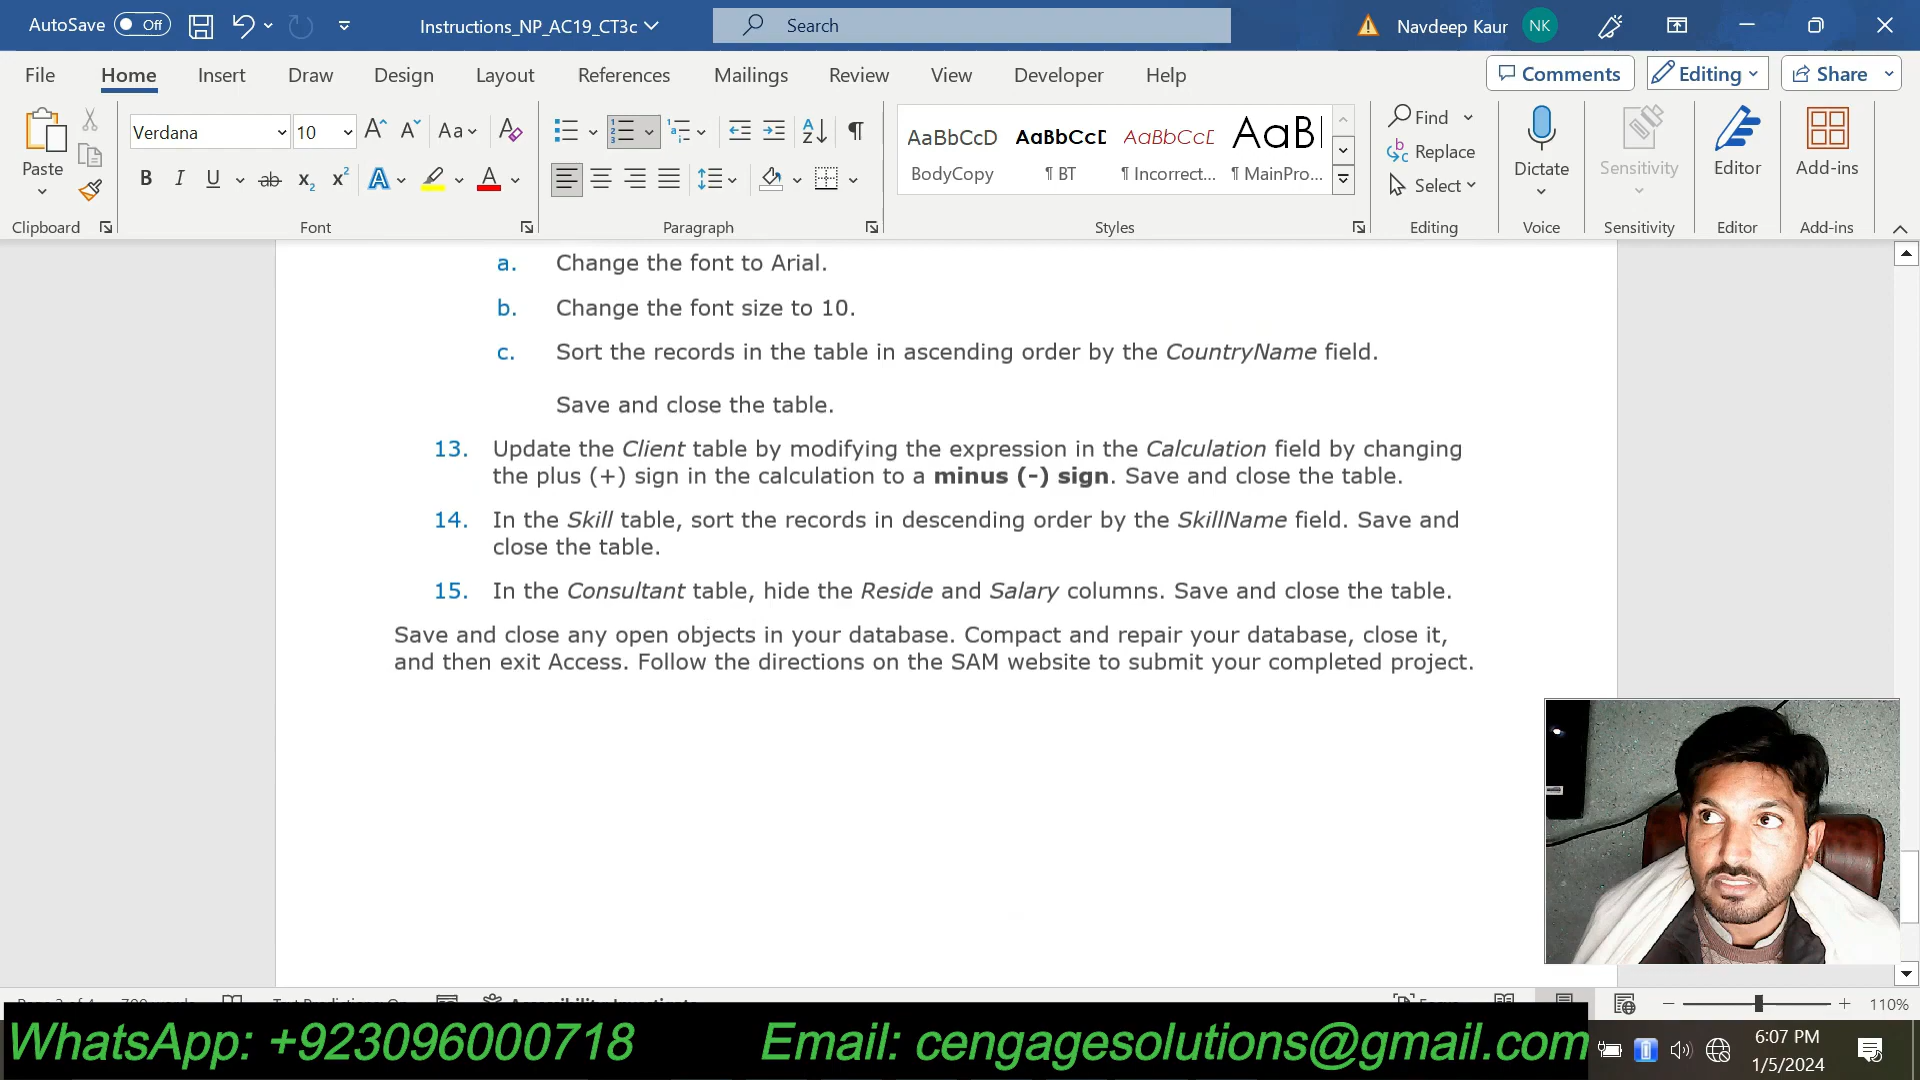 AutoSave Off Instructions_NP_AC19_CT3c Search Navdeep Kaur NK
File Home Insert Draw Design Layout References Mailings Review View Developer Help Comments Editing Share
Paste Verdana 10 Aa AaBbCcD AaBbCcD AaBbCcD AaB Find Replace Select Dictate Sensitivity Editor Add-ins
BodyCopy ¶ BT ¶ Incorrect... ¶ MainPro...
Clipboard Font Paragraph Styles Editing Voice Sensitivity Editor Add-ins
a. Change the font to Arial.
b. Change the font size to 10.
c. Sort the records in the table in ascending order by the CountryName field.
Save and close the table.
13. Update the Client table by modifying the expression in the Calculation field by changing
the plus (+) sign in the calculation to a minus (-) sign. Save and close the table.
14. In the Skill table, sort the records in descending order by the SkillName field. Save and
close the table.
15. In the Consultant table, hide the Reside and Salary columns. Save and close the table.
Save and close any open objects in your database. Compact and repair your database, close it,
and then exit Access. Follow the directions on the SAM website to submit your completed project.
110%
WhatsApp: +923096000718 Email: cengagesolutions@gmail.com
6:07 PM
1/5/2024